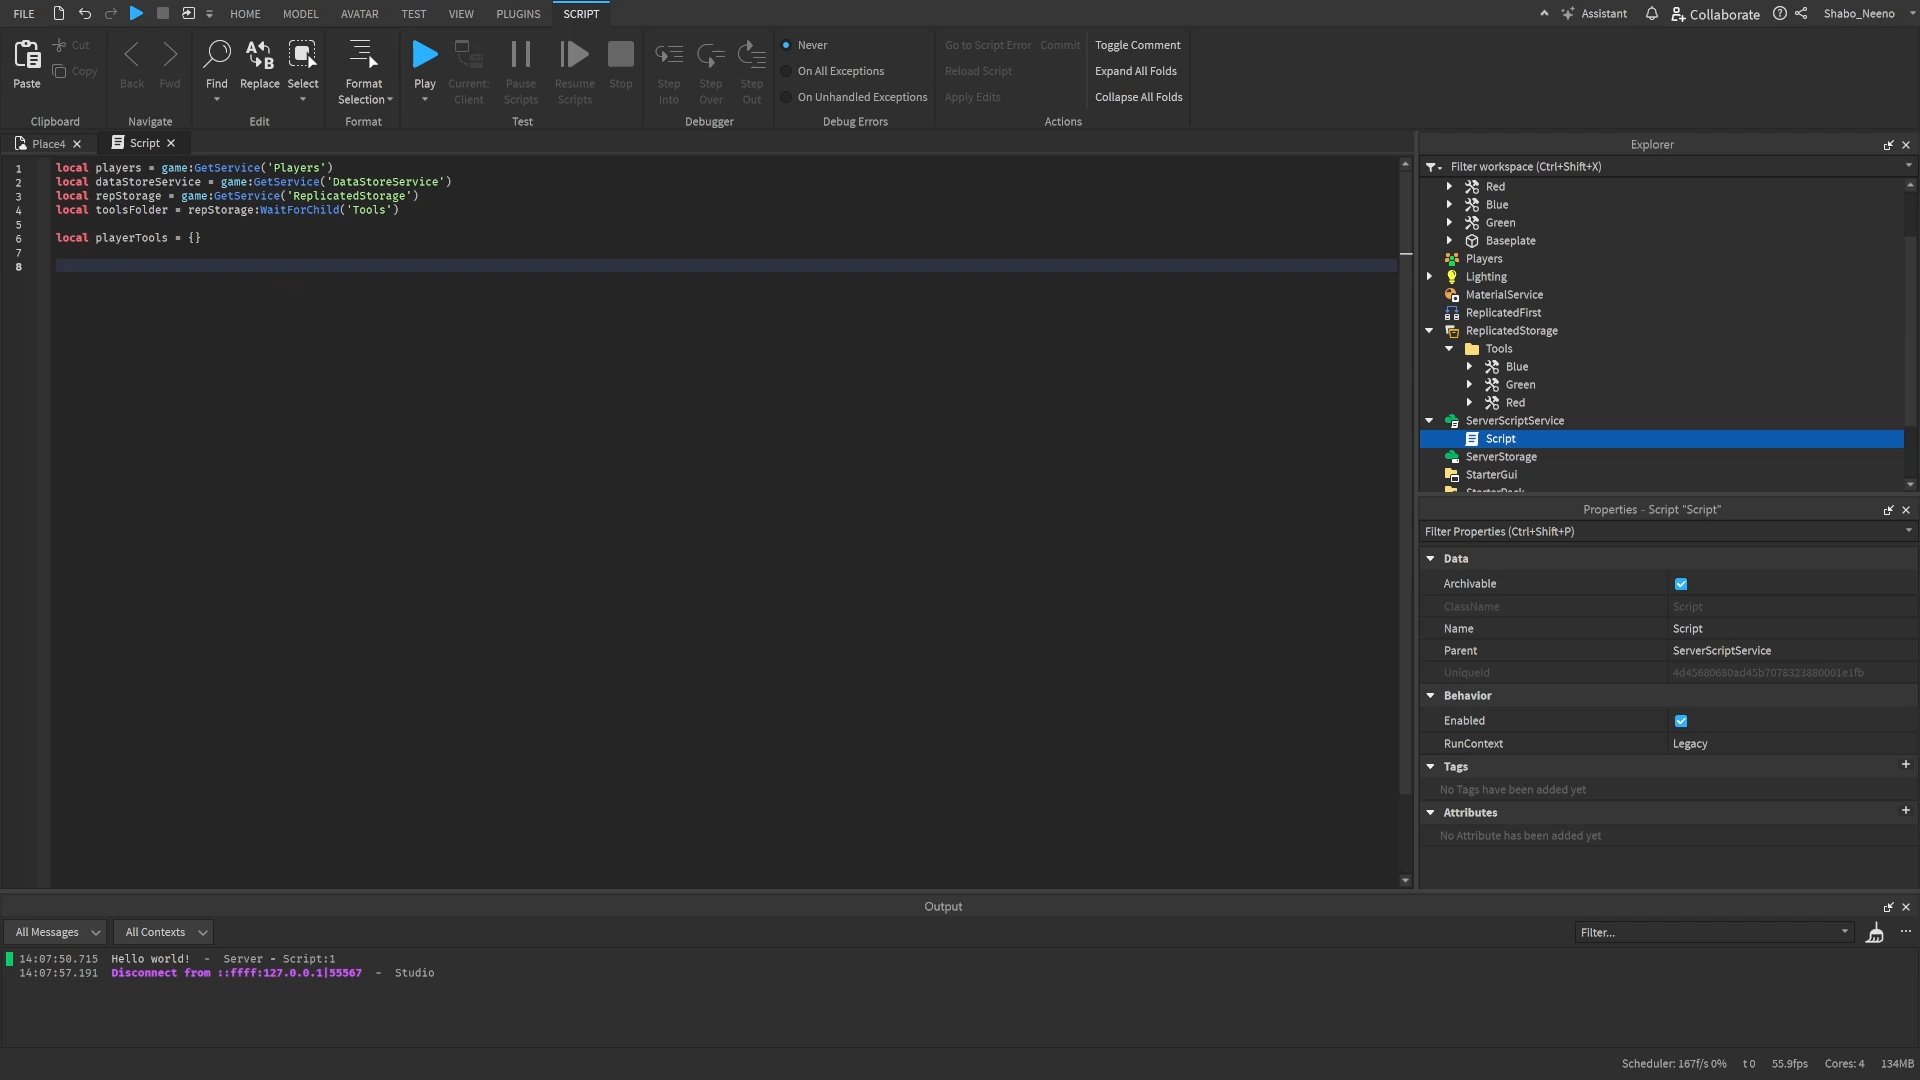 FILE HOME MODEL AVATAR TEST VIEW PLUGINS SCRIPT Assistant Collaborate Shabo_Neeno
Paste Cut Copy Back Fwd Find Replace Select Format Selection Play Current: Client Pause Scripts Resume Scripts Stop Step Into Step Over Step Out
Never Go to Script Error Commit Toggle Comment
On All Exceptions Reload Script Expand All Folds
On Unhandled Exceptions Apply Edits Collapse All Folds
Clipboard Navigate Edit Format Test Debugger Debug Errors Actions
Place4 Script
1 local players = game:GetService('Players')
2 local dataStoreService = game:GetService('DataStoreService')
3 local repStorage = game:GetService('ReplicatedStorage')
4 local toolsFolder = repStorage:WaitForChild('Tools')
5
6 local playerTools = {}
7
8
Explorer
Filter workspace (Ctrl+Shift+X)
Red
Blue
Green
Baseplate
Players
Lighting
MaterialService
ReplicatedFirst
ReplicatedStorage
Tools
Blue
Green
Red
ServerScriptService
Script
ServerStorage
StarterGui
StarterPack
Properties - Script "Script"
Filter Properties (Ctrl+Shift+P)
Data
Archivable
ClassName Script
Name Script
Parent ServerScriptService
UniqueId 4d45680680ad45b7078323880001e1fb
Behavior
Enabled
RunContext Legacy
Tags +
No Tags have been added yet
Attributes +
No Attribute has been added yet
Output
All Messages All Contexts Filter...
14:07:50.715 Hello world! - Server - Script:1
14:07:57.191 Disconnect from ::ffff:127.0.0.1|55567 - Studio
Scheduler: 167f/s 0% t 0 55.9fps Cores: 4 134MB